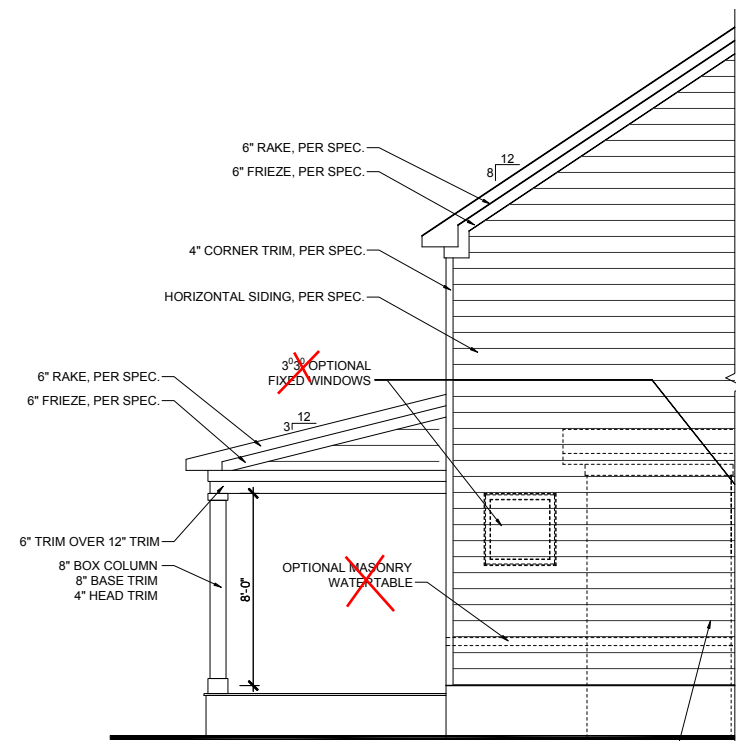 6" RAKE, PER SPEC.
12
8
6" FRIEZE, PER SPEC.
4" CORNER TRIM, PER SPEC.
HORIZONTAL SIDING, PER SPEC.
3⁰3⁰ OPTIONAL
FIXED WINDOWS
6" RAKE, PER SPEC.
6" FRIEZE, PER SPEC.
12
3
6" TRIM OVER 12" TRIM
8" BOX COLUMN
8" BASE TRIM
4" HEAD TRIM
8'-0"
OPTIONAL MASONRY
WATERTABLE